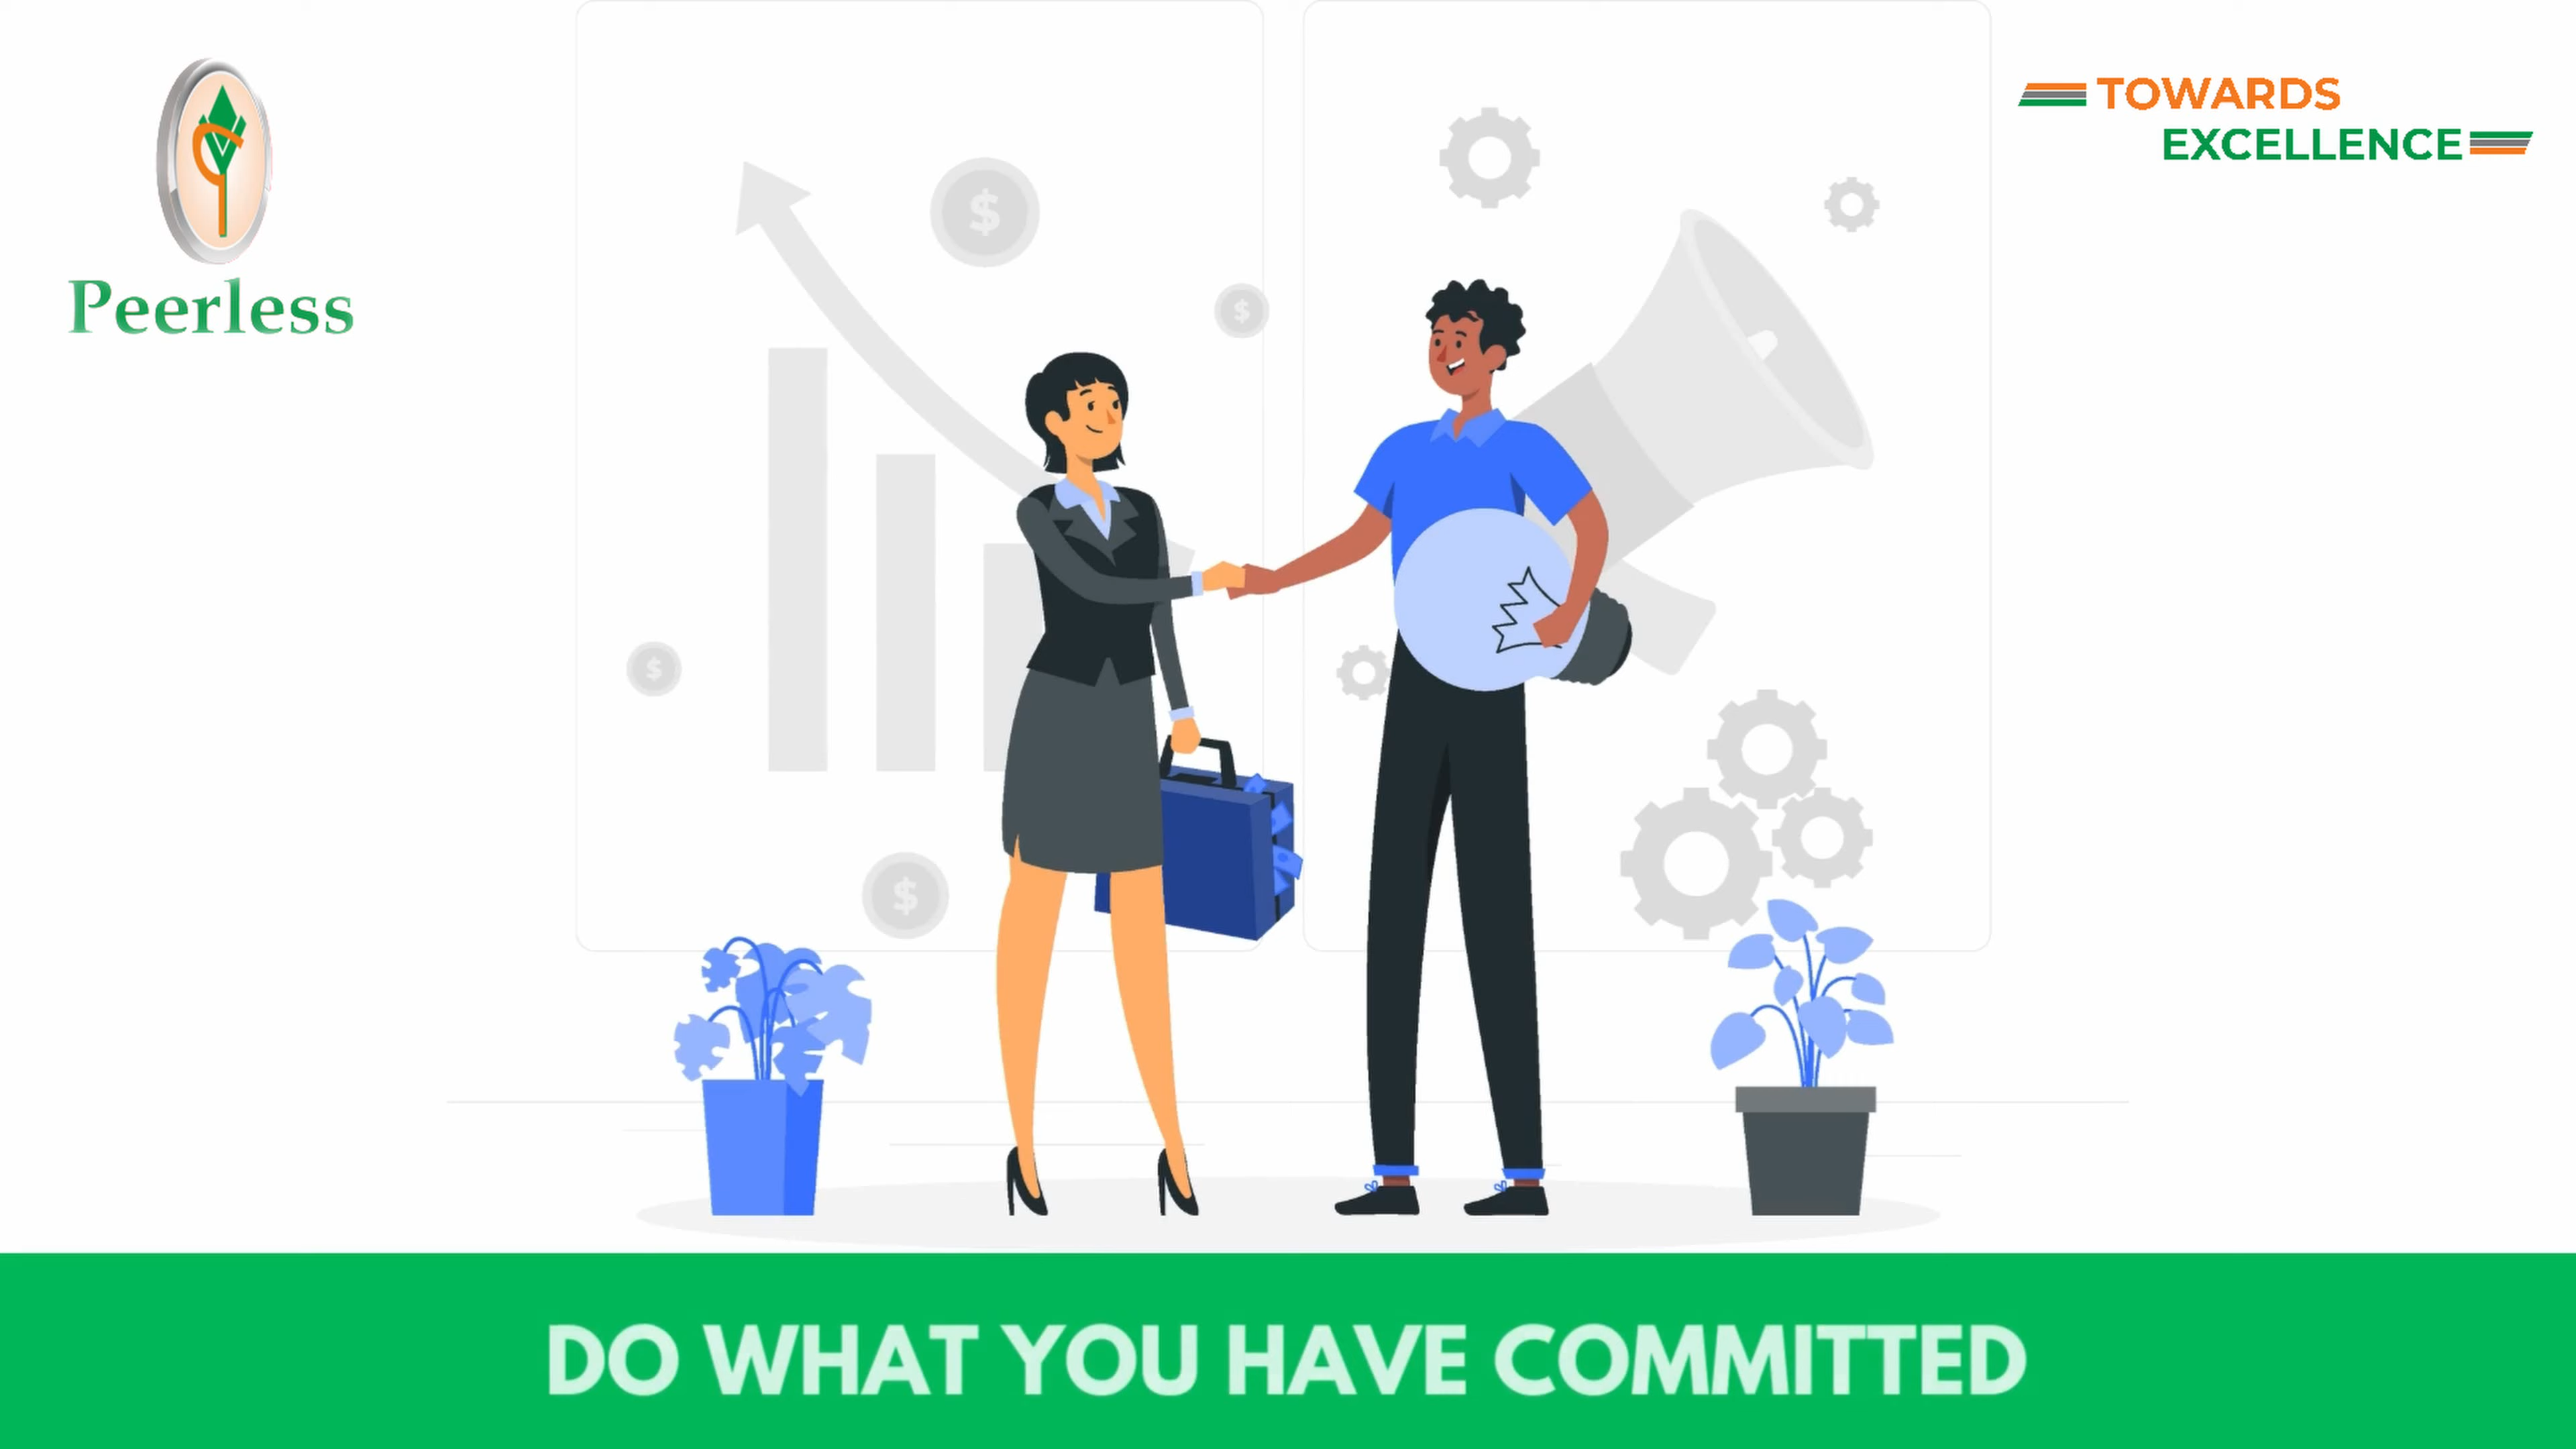 Peerless
TOWARDS
EXCELLENCE
$
$
$
$
DO WHAT YOU HAVE COMMITTED